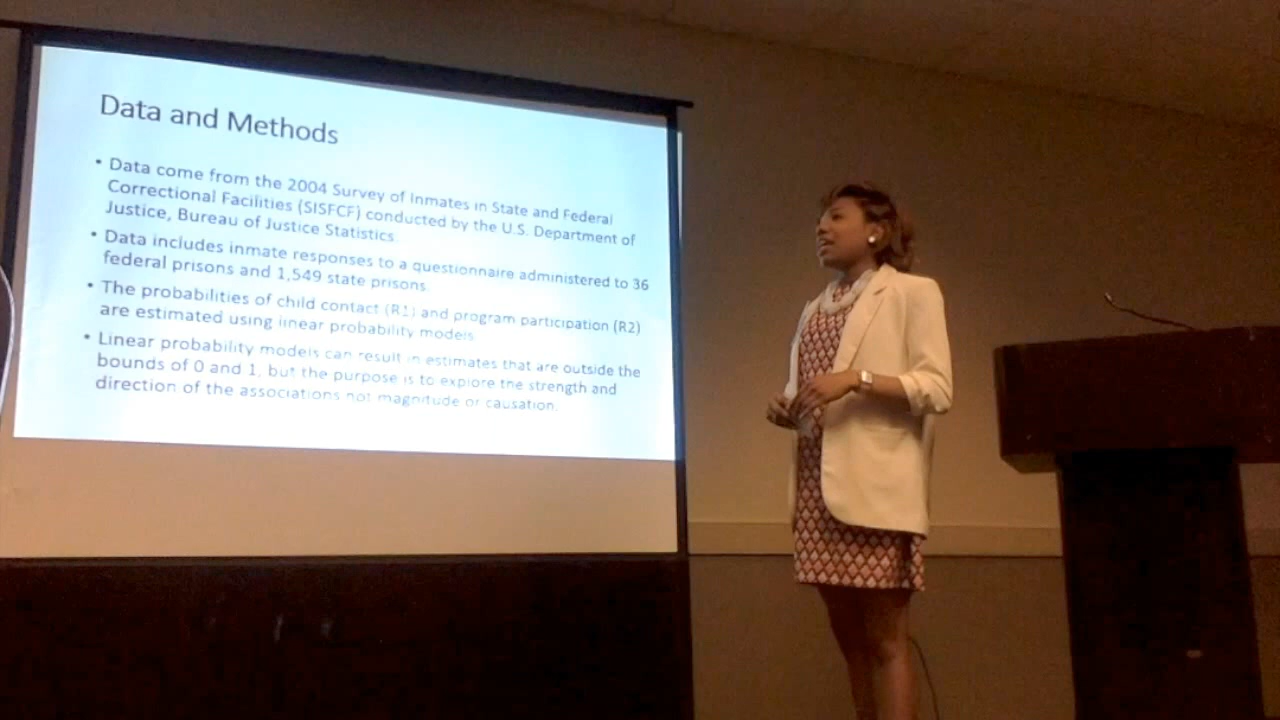 Data and Methods
• Data come from the 2004 Survey of Inmates in State and Federal
Correctional Facilities (SISFCF) conducted by the U.S. Department of
Justice, Bureau of Justice Statistics.
• Data includes inmate responses to a questionnaire administered to 36
federal prisons and 1,549 state prisons.
• The probabilities of child contact (R1) and program participation (R2)
are estimated using linear probability models.
• Linear probability models can result in estimates that are outside the
bounds of 0 and 1, but the purpose is to explore the strength and
direction of the associations not magnitude or causation.